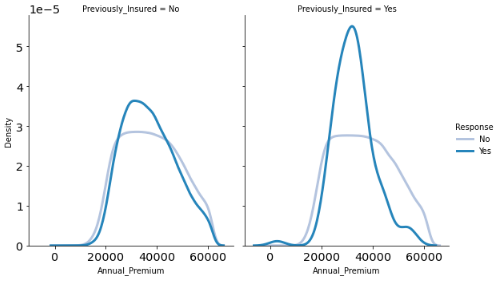 Previously_Insured = No
Previously_Insured = Yes
1e−5
5
4
3
2
1
0
Density
0 20000 40000 60000
0 20000 40000 60000
Annual_Premium
Annual_Premium
Response
No
Yes